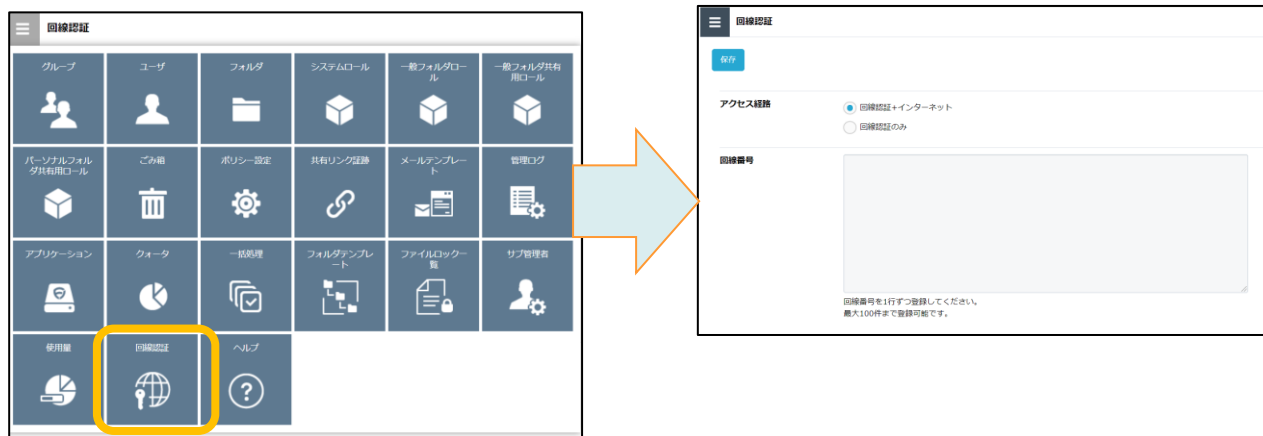 回線認証
グループ
ユーザ
フォルダ
システムロール
一般フォルダロー
ル
一般フォルダ共有
用ロール
パーソナルフォル
ダ共有用ロール
ごみ箱
ポリシー設定
共有リンク証跡
メールテンプレー
ト
管理ログ
アプリケーション
クォータ
一括処理
フォルダテンプレ
ート
ファイルロック一
覧
サブ管理者
使用量
回線認証
ヘルプ
回線認証
保存
アクセス経路
回線認証+インターネット
回線認証のみ
回線番号
回線番号を1行ずつ登録してください。
最大100件まで登録可能です。